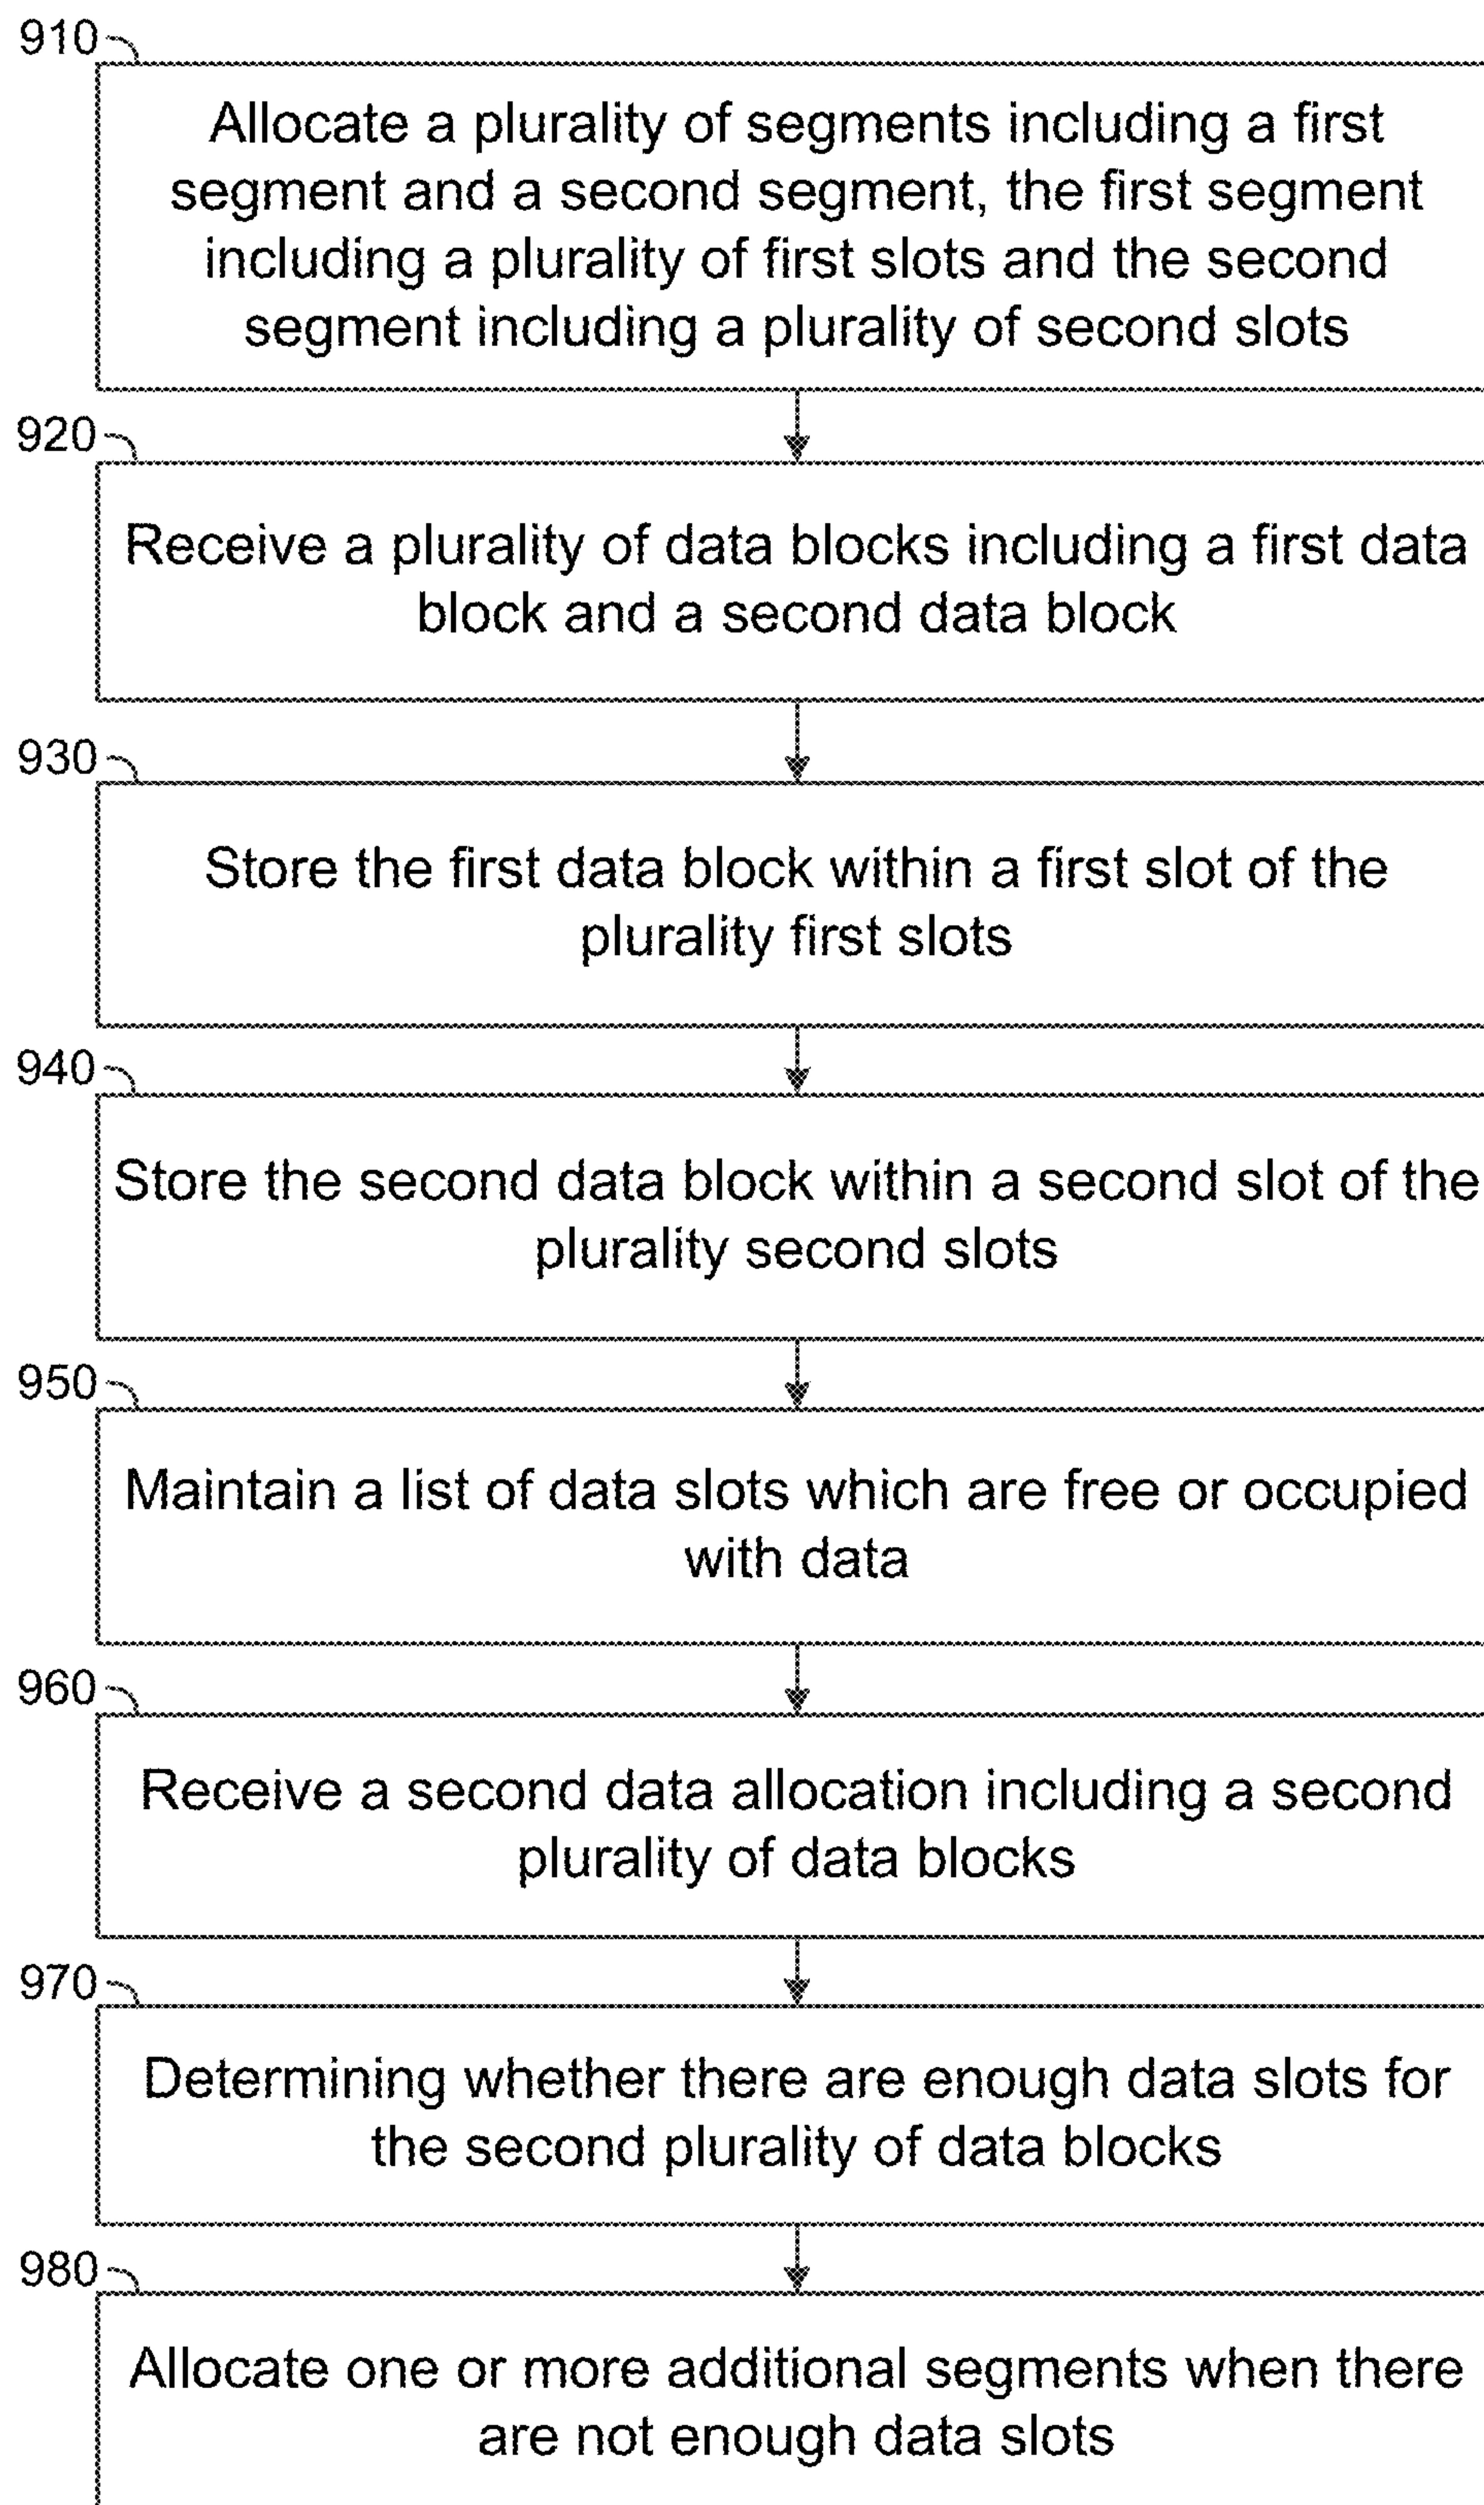 910
Allocate a plurality of segments including a first
segment and a second segment, the first segment
including a plurality of first slots and the second
segment including a plurality of second slots
920
Receive a plurality of data blocks including a first data
block and a second data block
930
Store the first data block within a first slot of the
plurality first slots
940
Store the second data block within a second slot of the
plurality second slots
950
Maintain a list of data slots which are free or occupied
with data
960
Receive a second data allocation including a second
plurality of data blocks
970
Determining whether there are enough data slots for
the second plurality of data blocks
980
Allocate one or more additional segments when there
are not enough data slots